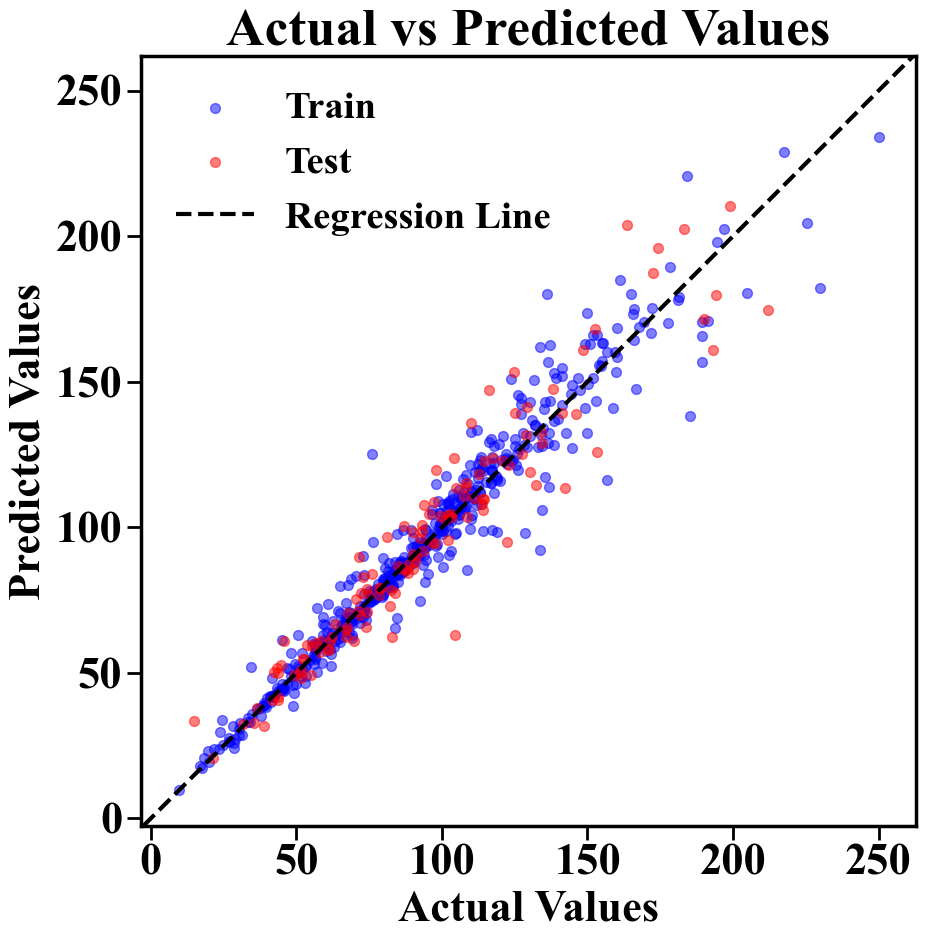 Actual vs Predicted Values
250
200
150
100
50
0
Predicted Values
Train
Test
Regression Line
0 50 100 150 200 250
Actual Values